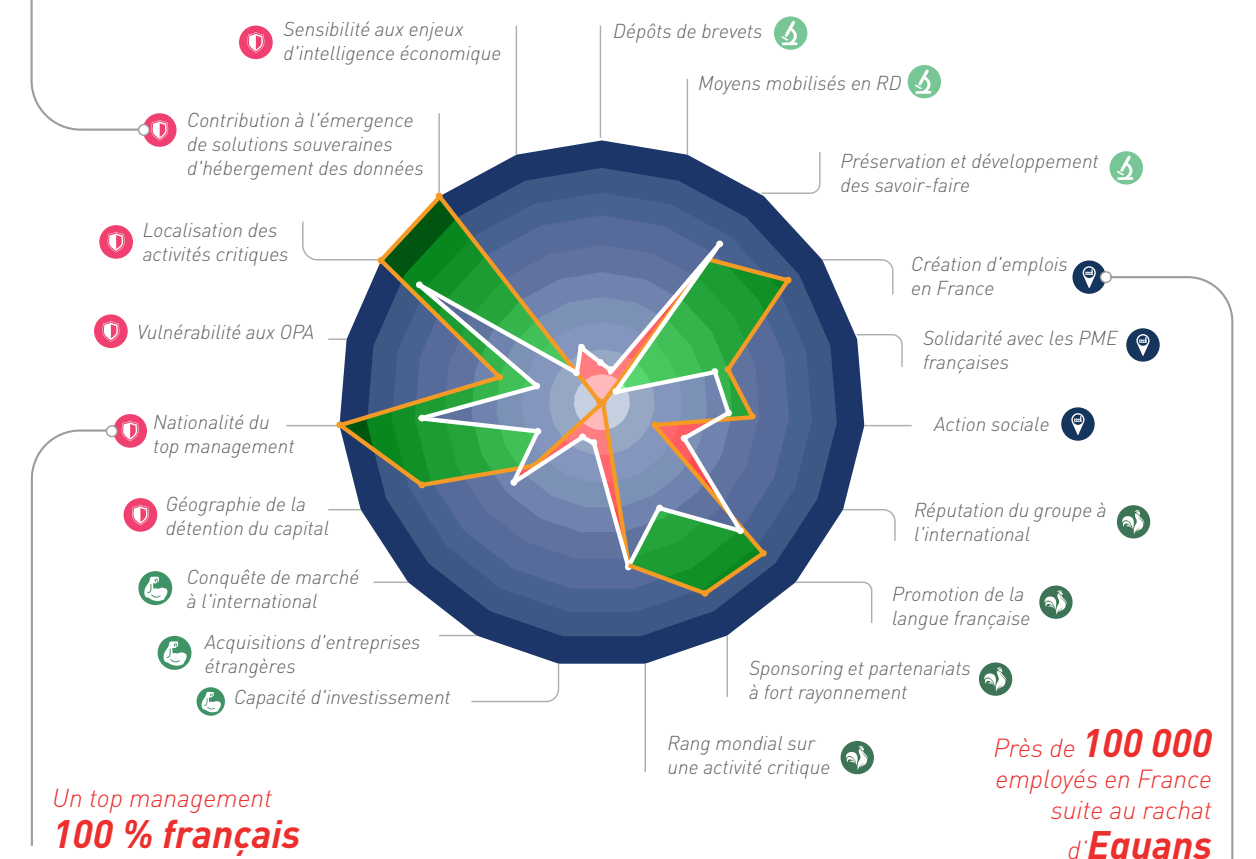 Sensibilité aux enjeux
d'intelligence économique
Dépôts de brevets
Moyens mobilisés en RD
Contribution à l'émergence
de solutions souveraines
d'hébergement des données
Préservation et développement
des savoir-faire
Localisation des
activités critiques
Création d'emplois
en France
Vulnérabilité aux OPA
Solidarité avec les PME
françaises
Nationalité du
top management
Action sociale
Géographie de la
détention du capital
Réputation du groupe à
l'international
Conquête de marché
à l'international
Promotion de la
langue française
Acquisitions d'entreprises
étrangères
Sponsoring et partenariats
à fort rayonnement
Capacité d'investissement
Rang mondial sur
une activité critique
Un top management
100 % français
Près de 100 000
employés en France
suite au rachat
d'Equans